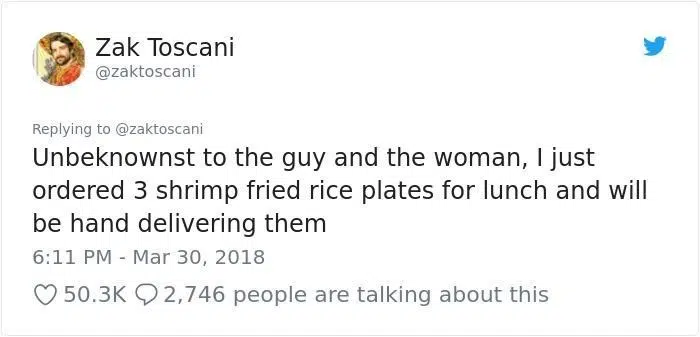 Zak Toscani
@zaktoscani
Replying to @zaktoscani
Unbeknownst to the guy and the woman, I just
ordered 3 shrimp fried rice plates for lunch and will
be hand delivering them
6:11 PM - Mar 30, 2018
50.3K 2,746 people are talking about this